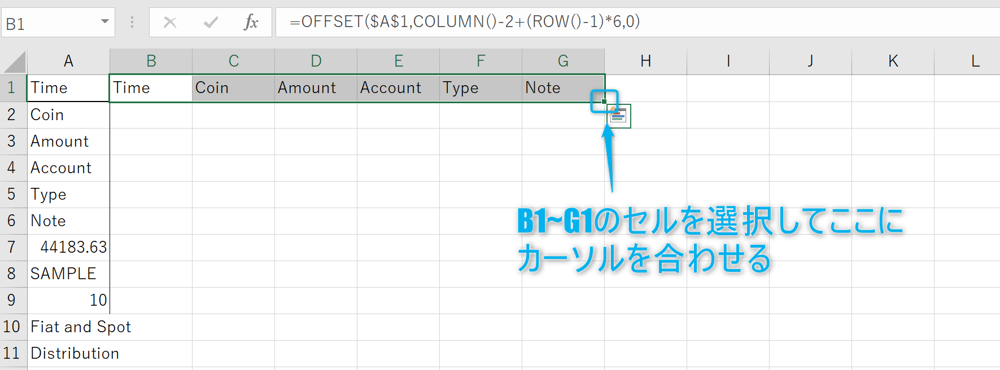 B1
fx
=OFFSET($A$1,COLUMN()-2+(ROW()-1)*6,0)
A B C D E F G H I J K L
1 Time Time Coin Amount Account Type Note
2 Coin
3 Amount
4 Account
5 Type
6 Note
7 44183.63
8 SAMPLE
9 10
10 Fiat and Spot
11 Distribution
B1~G1のセルを選択してここに
カーソルを合わせる